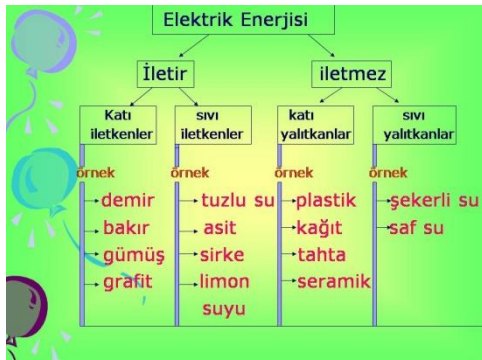 Elektrik Enerjisi
İletir
iletmez
Katı
iletkenler
sıvı
iletkenler
katı
yalıtkanlar
sıvı
yalıtkanlar
örnek
demir
bakır
gümüş
grafit
örnek
tuzlu su
asit
sirke
limon
suyu
örnek
plastik
kağıt
tahta
seramik
örnek
şekerli su
saf su